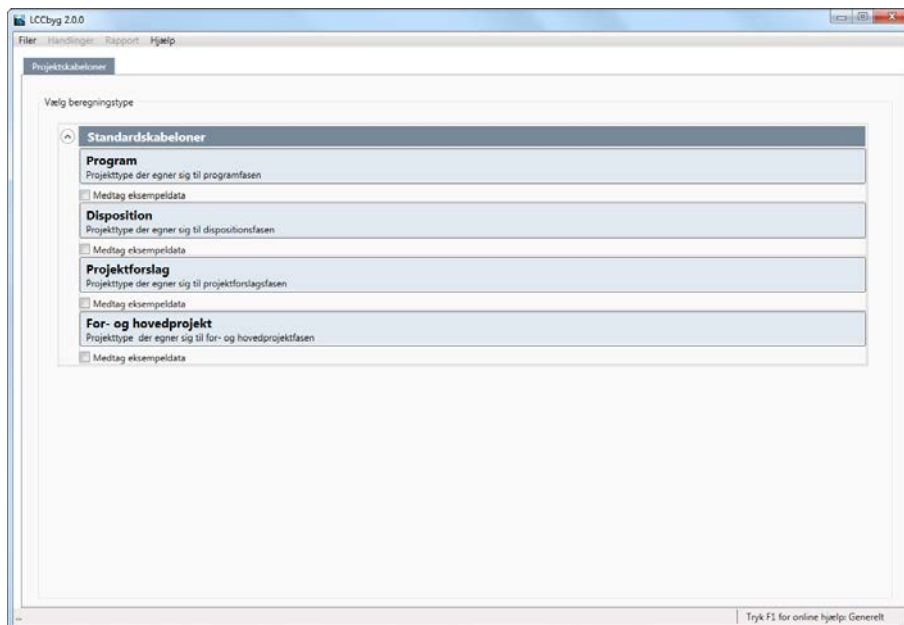 LCCbyg 2.0.0
Filer Handlinger Rapport Hjælp
Projektskabeloner
Vælg beregningstype
Standardskabeloner
Program
Projekttype der egner sig til programfasen
Medtag eksempeldata
Disposition
Projekttype der egner sig til dispositionsfasen
Medtag eksempeldata
Projektforslag
Projekttype der egner sig til projektforslagsfasen
Medtag eksempeldata
For- og hovedprojekt
Projekttype der egner sig til for- og hovedprojektfasen
Medtag eksempeldata
Tryk F1 for online hjælp: Generelt